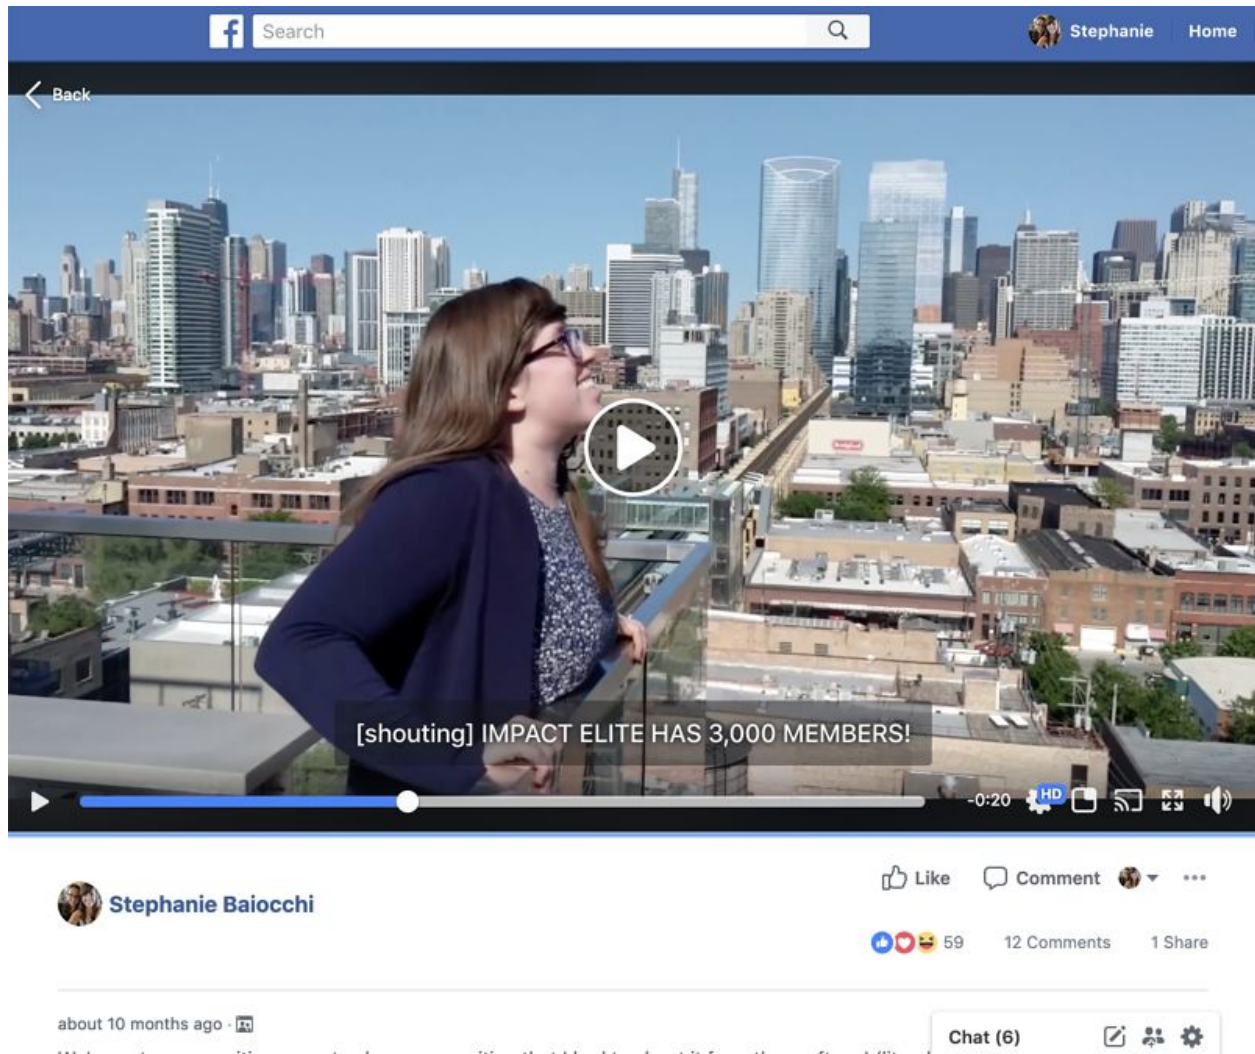 f Search Stephanie Home
Back
[shouting] IMPACT ELITE HAS 3,000 MEMBERS!
-0:20 HD
Like Comment
Stephanie Baiocchi
59 12 Comments 1 Share
about 10 months ago ·
Chat (6)